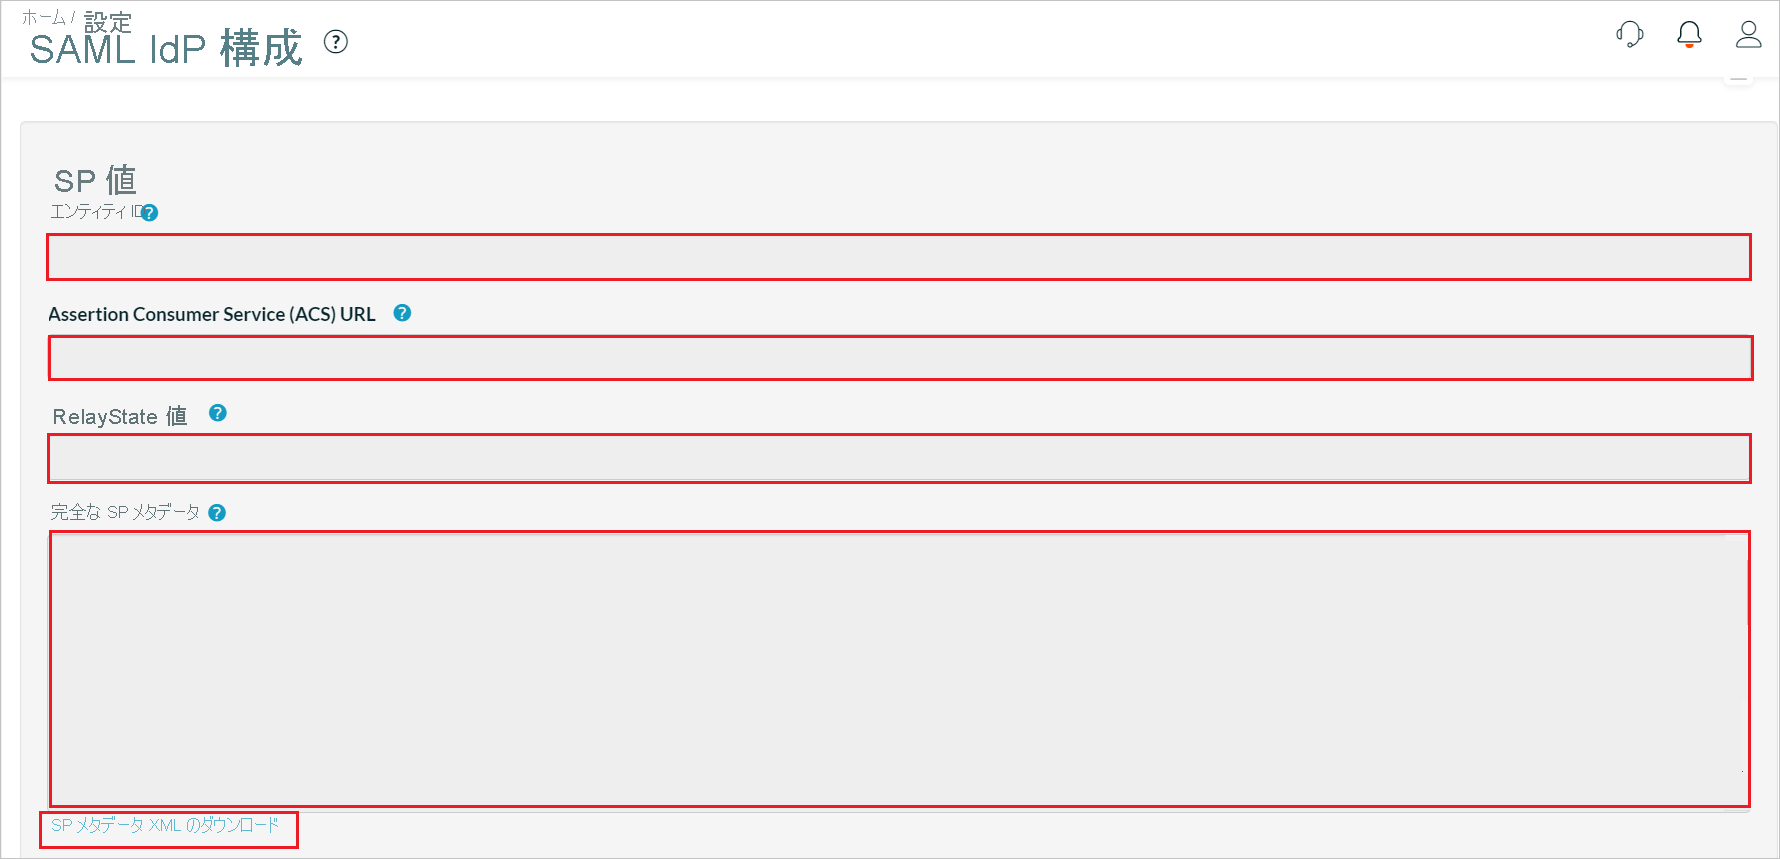 ホーム / 設定
SAML IdP 構成
SP 値
エンティティ ID
Assertion Consumer Service (ACS) URL
RelayState 値
完全な SP メタデータ
SP メタデータ XML のダウンロード